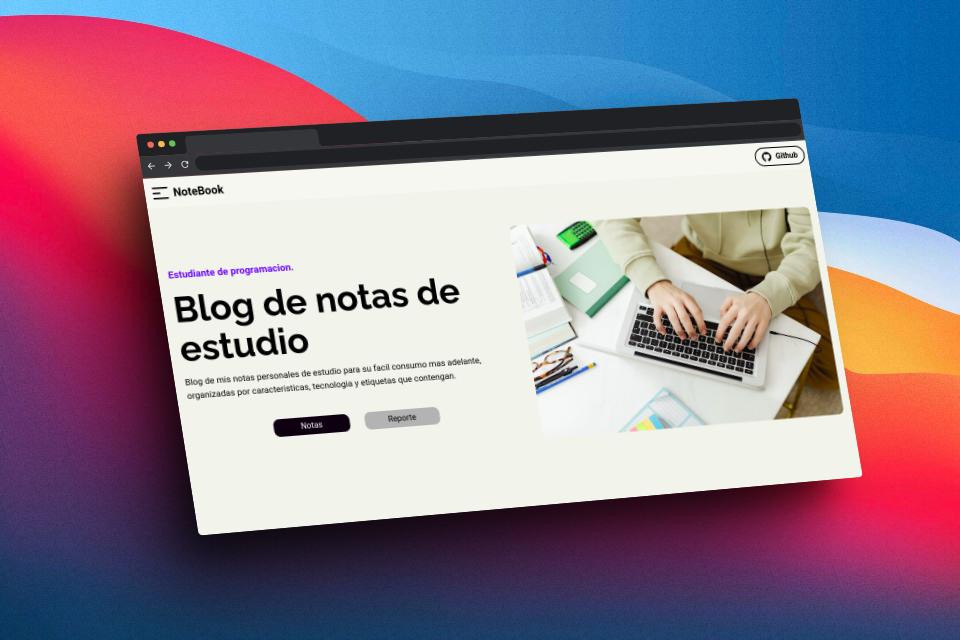 NoteBook
Github
Estudiante de programacion.
Blog de notas de
estudio
Blog de mis notas personales de estudio para su facil consumo mas adelante,
organizadas por caracteristicas, tecnologia y etiquetas que contengan.
Notas
Reporte